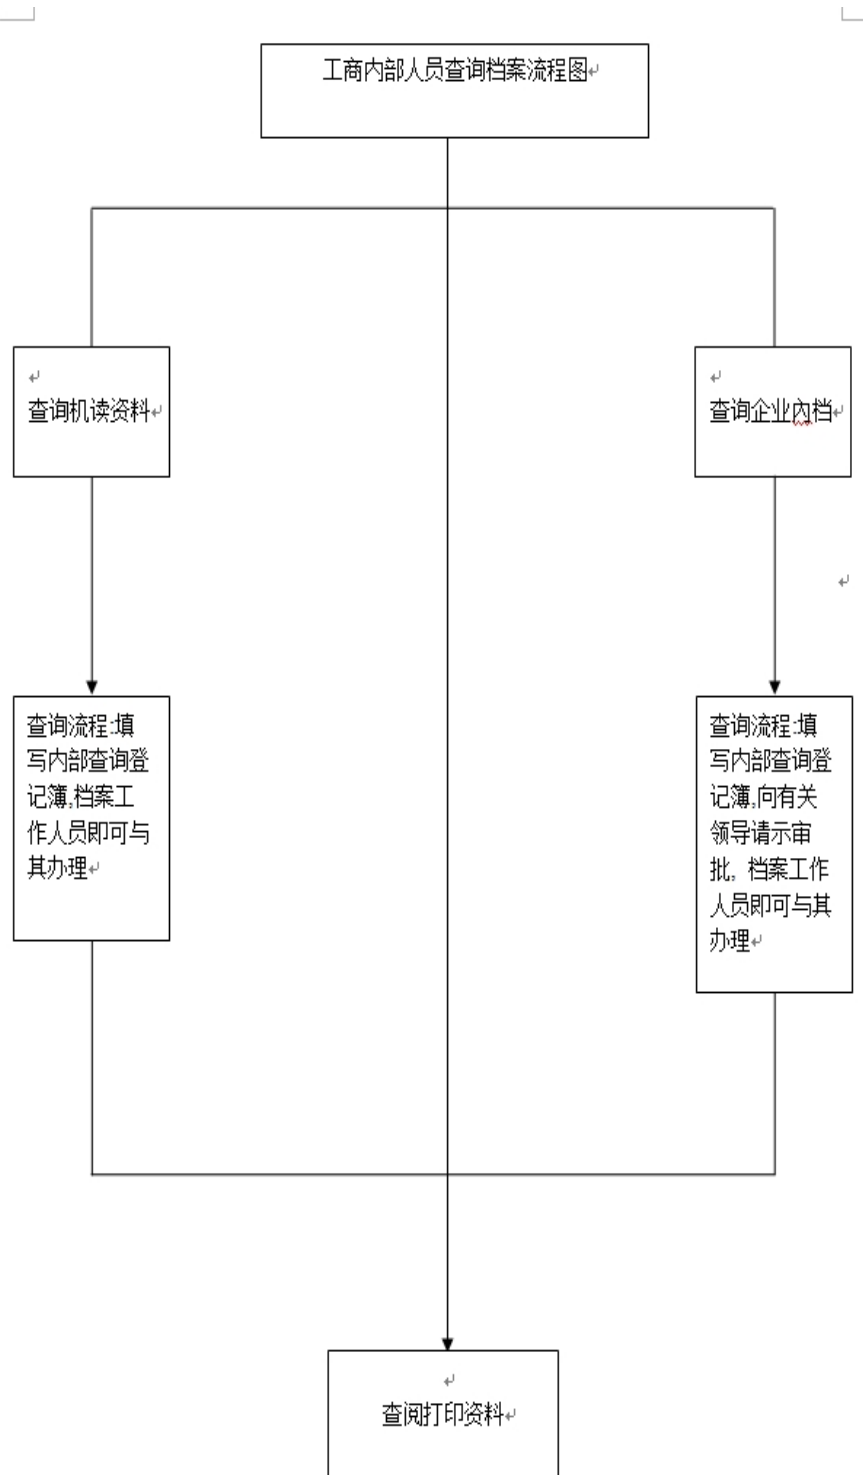 工商内部人员查询档案流程图
查询机读资料
查询企业內档
查询流程:填
写内部查询登
记簿,档案工
作人员即可与
其办理
查询流程:填
写内部查询登
记簿,向有关
领导请示审
批，档案工作
人员即可与其
办理
查阅打印资料